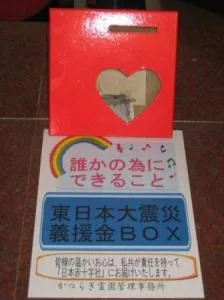 誰かの為に
できること
東日本大震災
義援金BOX
皆様の温かいお心は、私共が責任を持って
「日本赤十字社」にお届けいたします。
かつらぎ霊園管理事務所